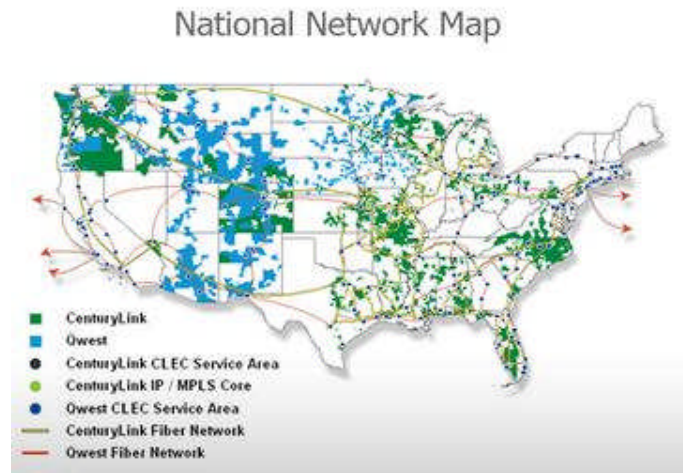 National Network Map
CenturyLink
Qwest
CenturyLink CLEC Service Area
CenturyLink IP / MPLS Core
Qwest CLEC Service Area
CenturyLink Fiber Network
Qwest Fiber Network